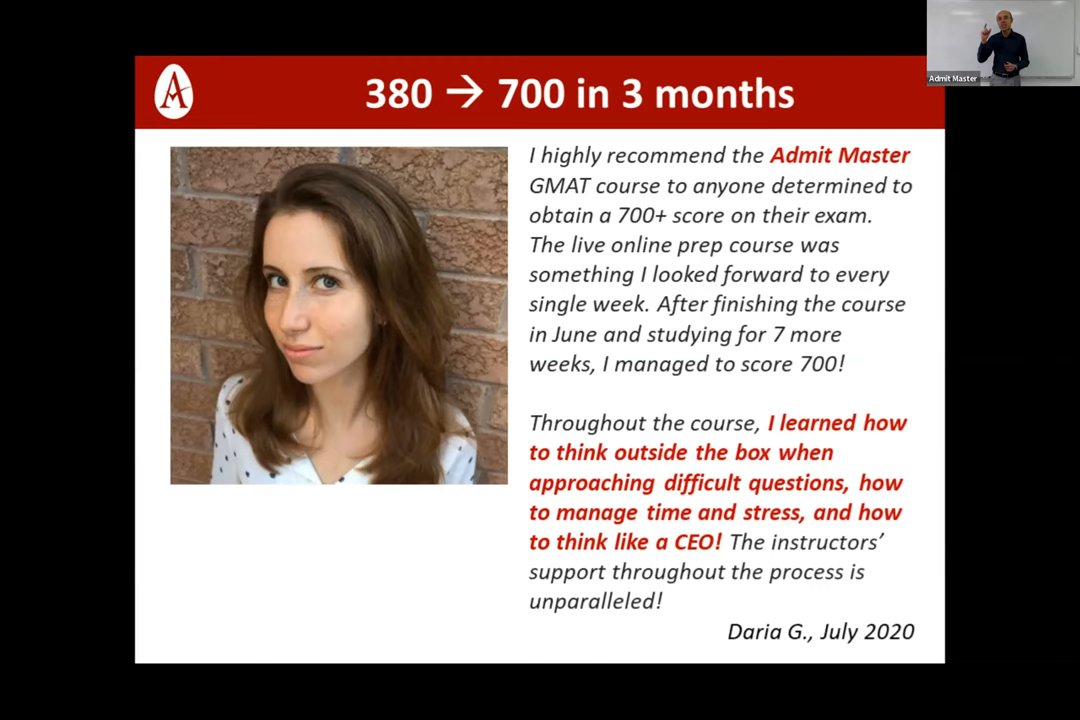 Admit Master
A
380 → 700 in 3 months
I highly recommend the Admit Master
GMAT course to anyone determined to
obtain a 700+ score on their exam.
The live online prep course was
something I looked forward to every
single week. After finishing the course
in June and studying for 7 more
weeks, I managed to score 700!
Throughout the course, I learned how
to think outside the box when
approaching difficult questions, how
to manage time and stress, and how
to think like a CEO! The instructors’
support throughout the process is
unparalleled!
Daria G., July 2020